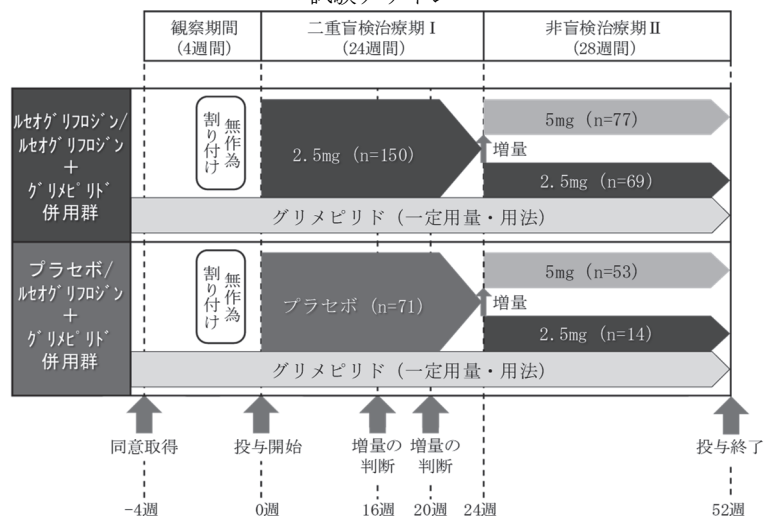 観察期間
(4週間)
二重盲検治療期Ⅰ
(24週間)
非盲検治療期Ⅱ
(28週間)
ﾙｾｵｸﾞﾘﾌﾛｼﾞﾝ/
ﾙｾｵｸﾞﾘﾌﾛｼﾞﾝ
＋
ｸﾞﾘﾒﾋﾟﾘﾄﾞ
併用群
無作為
割り付け
2.5mg (n=150)
5mg (n=77)
増量
2.5mg (n=69)
グリメピリド（一定用量・用法）
プラセボ/
ﾙｾｵｸﾞﾘﾌﾛｼﾞﾝ
＋
ｸﾞﾘﾒﾋﾟﾘﾄﾞ
併用群
無作為
割り付け
プラセボ (n=71)
5mg (n=53)
増量
2.5mg (n=14)
グリメピリド（一定用量・用法）
同意取得
投与開始
増量の
判断
増量の
判断
投与終了
-4週
0週
16週
20週
24週
52週